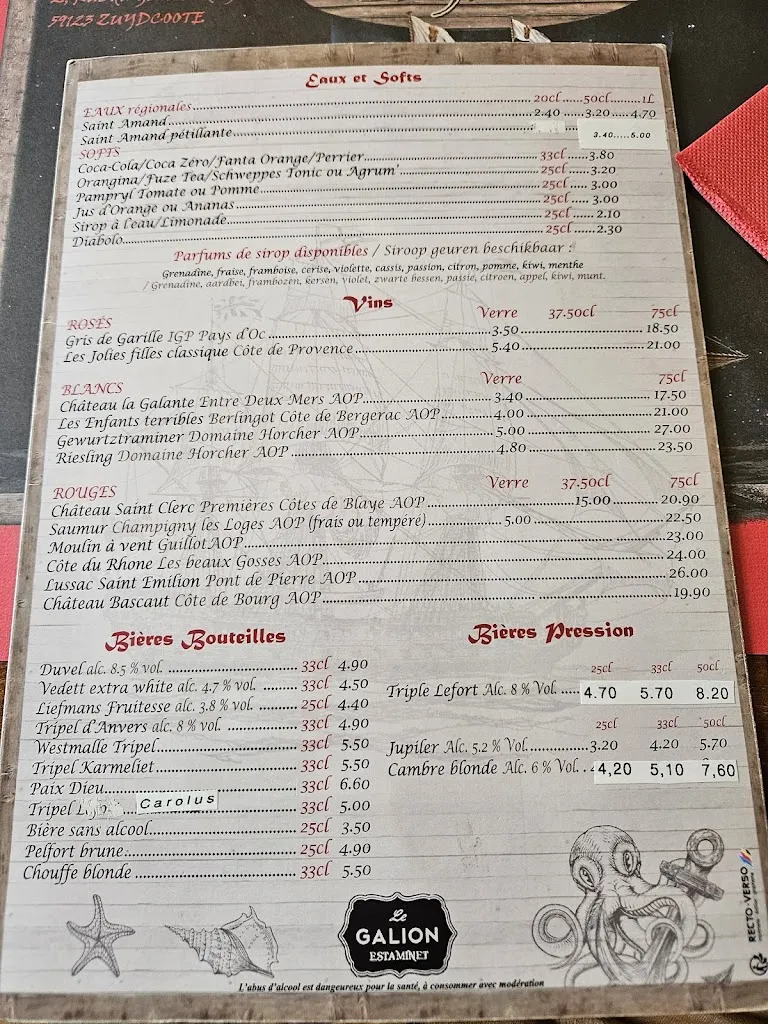 59123 ZUYDCOOTE
Eaux et Softs
EAUX régionales 20cl 50cl 1L
Saint Amand 2.40 3.20 4.70
Saint Amand pétillante 3.40 5.00
SOFTS
Coca-Cola/Coca Zéro/Fanta Orange/Perrier 33cl 3.80
Orangina/Fuze Tea/Schweppes Tonic ou Agrum' 25cl 3.20
Pampryl Tomate ou Pomme 25cl 3.00
Jus d'Orange ou Ananas 25cl 3.00
Sirop à l'eau/Limonade 25cl 2.10
Diabolo 25cl 2.30
Parfums de sirop disponibles / Siroop geuren beschikbaar :
Grenadine, fraise, framboise, cerise, violette, cassis, passion, citron, pomme, kiwi, menthe
/ Grenadine, aardbei, frambozen, kersen, violet, zwarte bessen, passie, citroen, appel, kiwi, munt.
Vins
ROSÉS Verre 37.50cl 75cl
Gris de Garille IGP Pays d'Oc 3.50 18.50
Les Jolies filles classique Côte de Provence 5.40 21.00
BLANCS Verre 75cl
Château la Galante Entre Deux Mers AOP 3.40 17.50
Les Enfants terribles Berlingot Côte de Bergerac AOP 4.00 21.00
Gewurtztraminer Domaine Horcher AOP 5.00 27.00
Riesling Domaine Horcher AOP 4.80 23.50
ROUGES Verre 37.50cl 75cl
Château Saint Clerc Premières Côtes de Blaye AOP 15.00 20.90
Saumur Champigny les Loges AOP (frais ou tempéré) 5.00 22.50
Moulin à vent Guillot AOP 23.00
Côte du Rhone Les beaux Gosses AOP 24.00
Lussac Saint Emilion Pont de Pierre AOP 26.00
Château Bascaut Côte de Bourg AOP 19.90
Bières Bouteilles
Duvel alc. 8.5 % vol. 33cl 4.90
Vedett extra white alc. 4.7 % vol. 33cl 4.50
Liefmans Fruitesse alc. 3.8 % vol. 25cl 4.40
Tripel d'Anvers alc. 8 % vol. 33cl 4.90
Westmalle Tripel 33cl 5.50
Tripel Karmeliet 33cl 5.50
Paix Dieu 33cl 6.60
Tripel Carolus 33cl 5.00
Bière sans alcool 25cl 3.50
Pelfort brune 25cl 4.90
Chouffe blonde 33cl 5.50
Bières Pression
25cl 33cl 50cl
Triple Lefort Alc. 8 % Vol. 4.70 5.70 8.20
25cl 33cl 50cl
Jupiler Alc. 5.2 % Vol. 3.20 4.20 5.70
Cambre blonde Alc. 6 % Vol. 4,20 5,10 7,60
Le
GALION
ESTAMINET
RECTO-VERSO
L'abus d'alcool est dangeureux pour la santé, à consommer avec modération